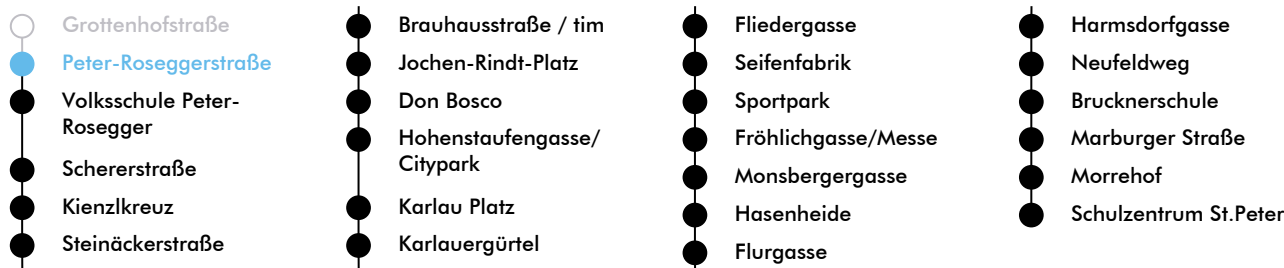 Grottenhofstraße
Peter-Roseggerstraße
Volksschule Peter-
Rosegger
Schererstraße
Kienzlkreuz
Steinäckerstraße
Brauhausstraße / tim
Jochen-Rindt-Platz
Don Bosco
Hohenstaufengasse/
Citypark
Karlau Platz
Karlauergürtel
Fliedergasse
Seifenfabrik
Sportpark
Fröhlichgasse/Messe
Monsbergergasse
Hasenheide
Flurgasse
Harmsdorfgasse
Neufeldweg
Brucknerschule
Marburger Straße
Morrehof
Schulzentrum St.Peter